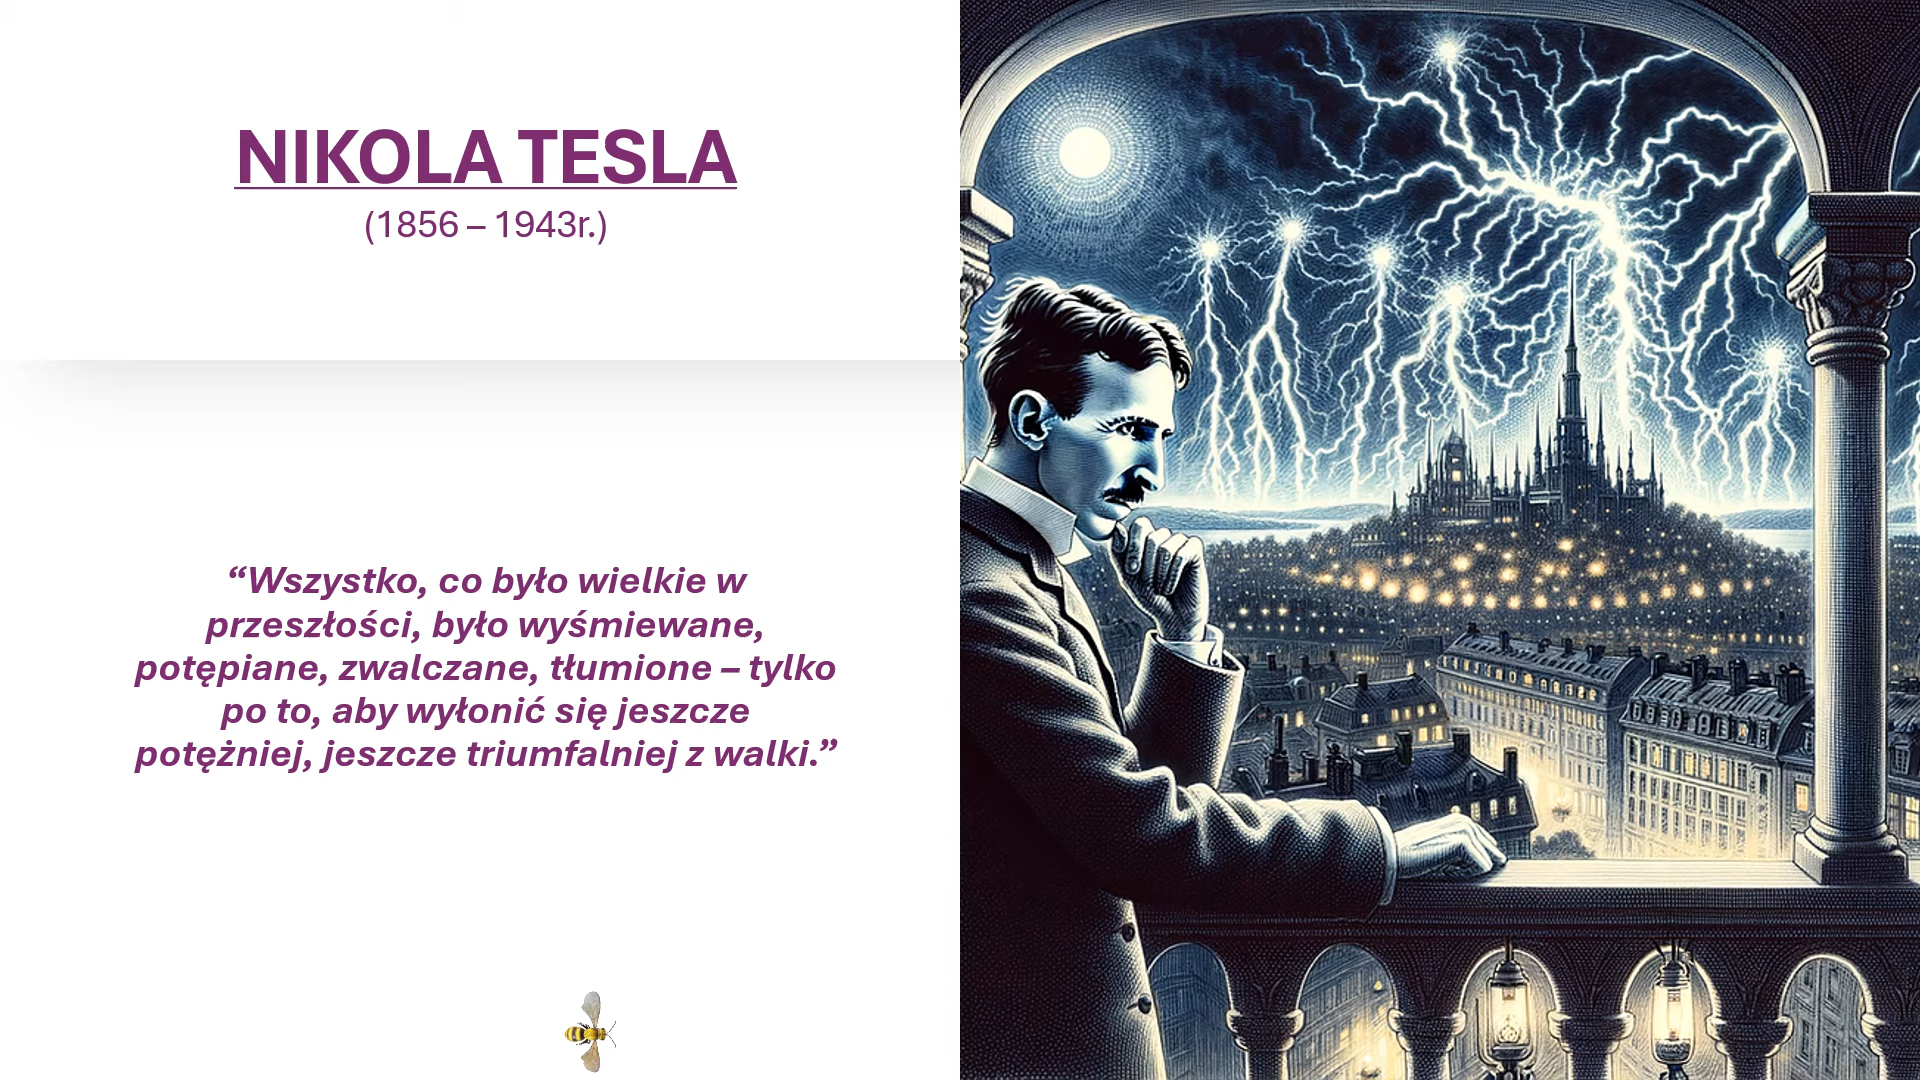 NIKOLA TESLA
(1856 – 1943r.)
“Wszystko, co było wielkie w
przeszłości, było wyśmiewane,
potępiane, zwalczane, tłumione – tylko
po to, aby wyłonić się jeszcze
potężniej, jeszcze triumfalniej z walki.”